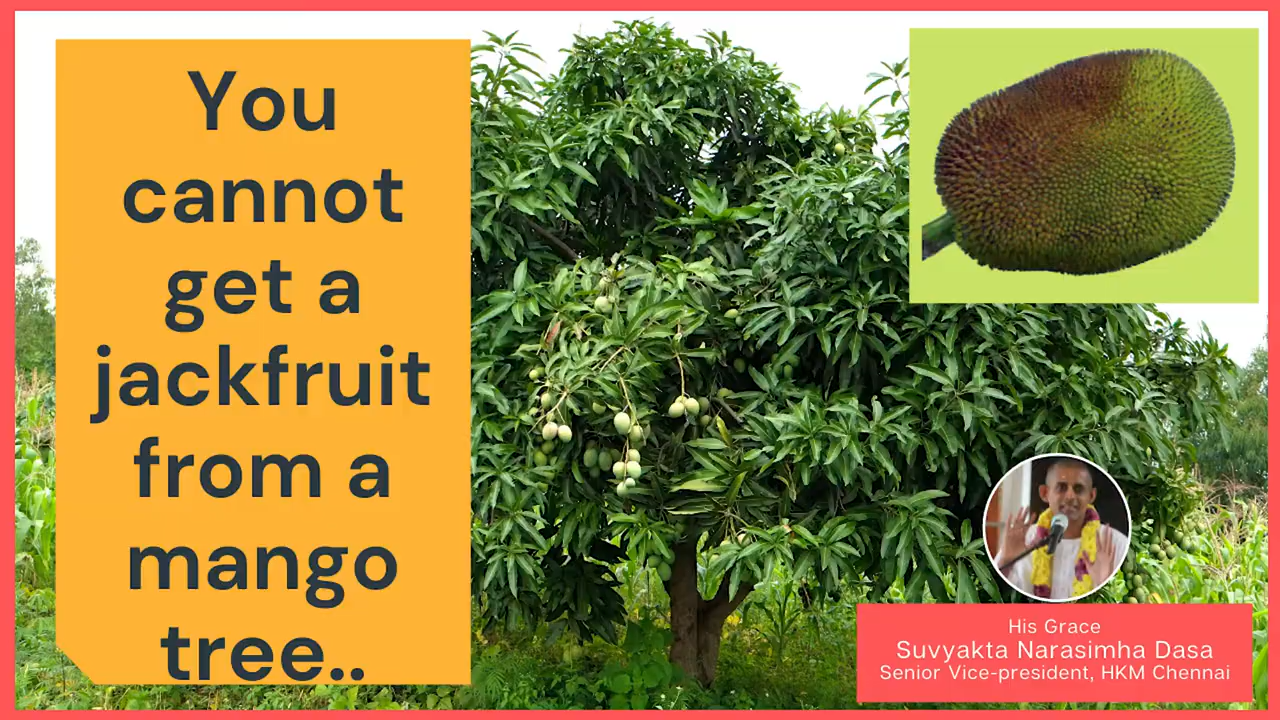 You
cannot
get a
jackfruit
from a
mango
tree..
His Grace
Suvyakta Narasimha Dasa
Senior Vice-president, HKM Chennai